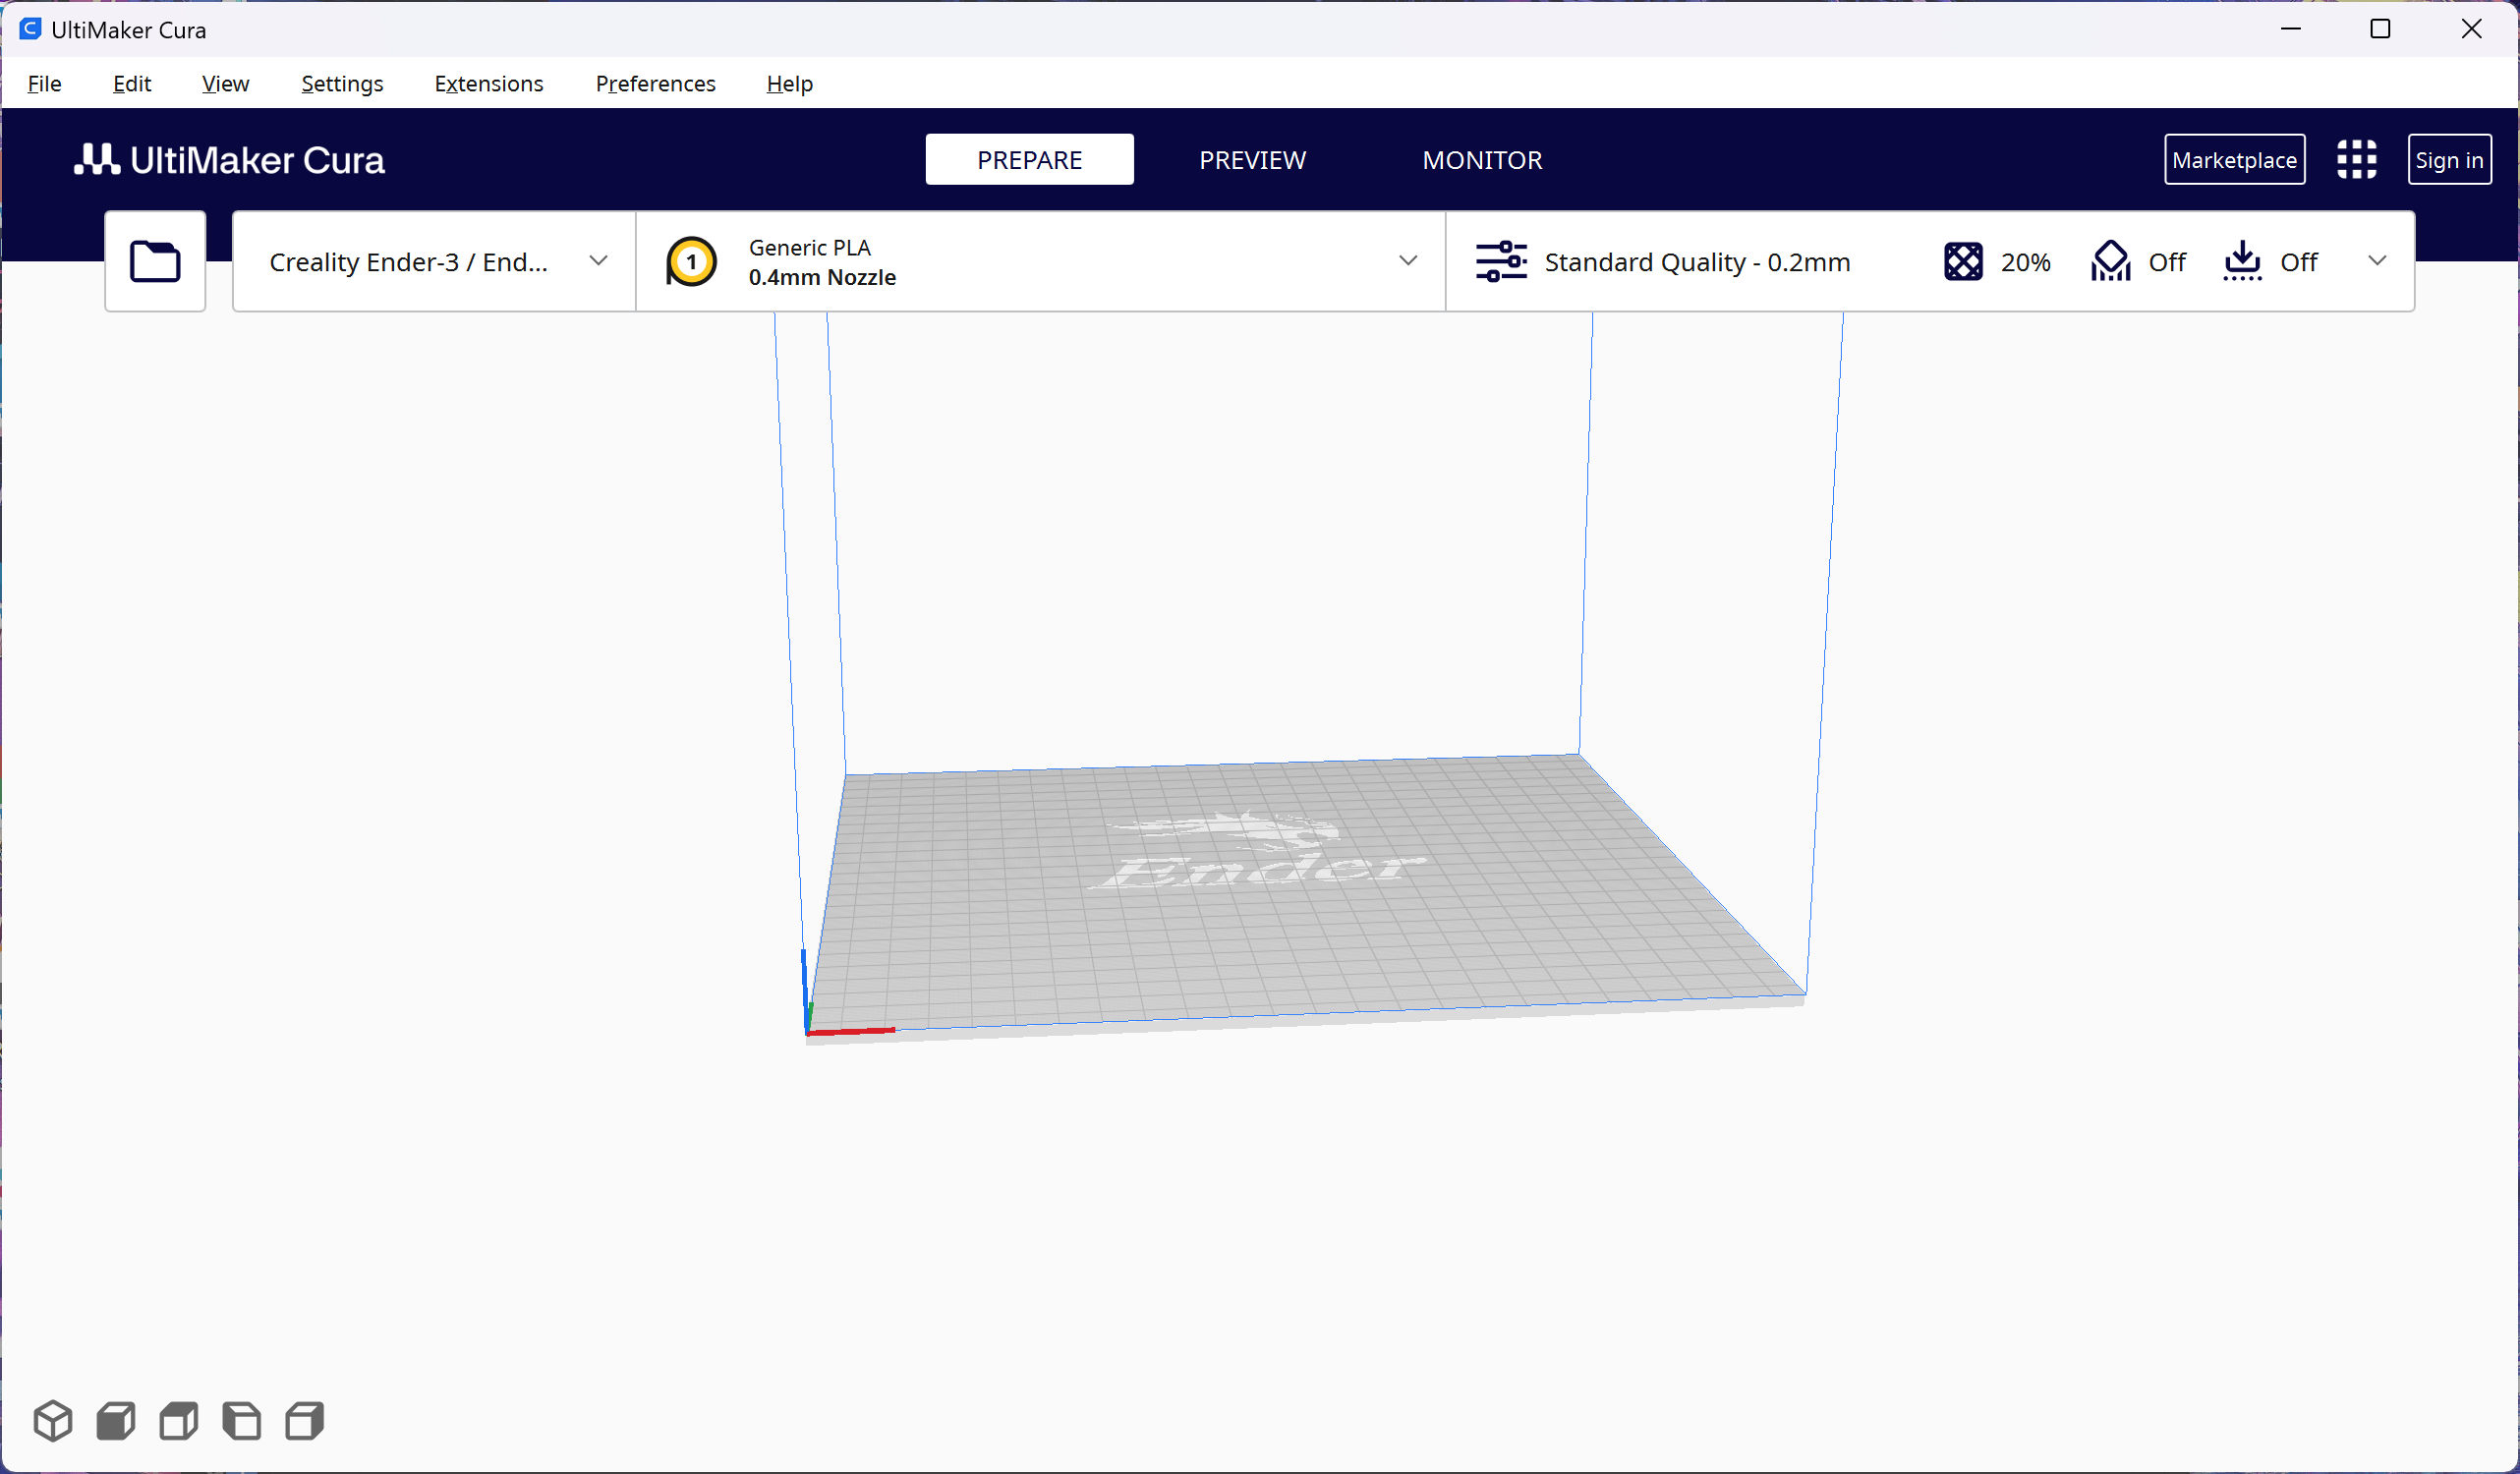 UltiMaker Cura
File Edit View Settings Extensions Preferences Help
UltiMaker Cura PREPARE PREVIEW MONITOR Marketplace Sign in
Creality Ender-3 / End... 1 Generic PLA
0.4mm Nozzle
Standard Quality - 0.2mm 20% Off Off
Ender